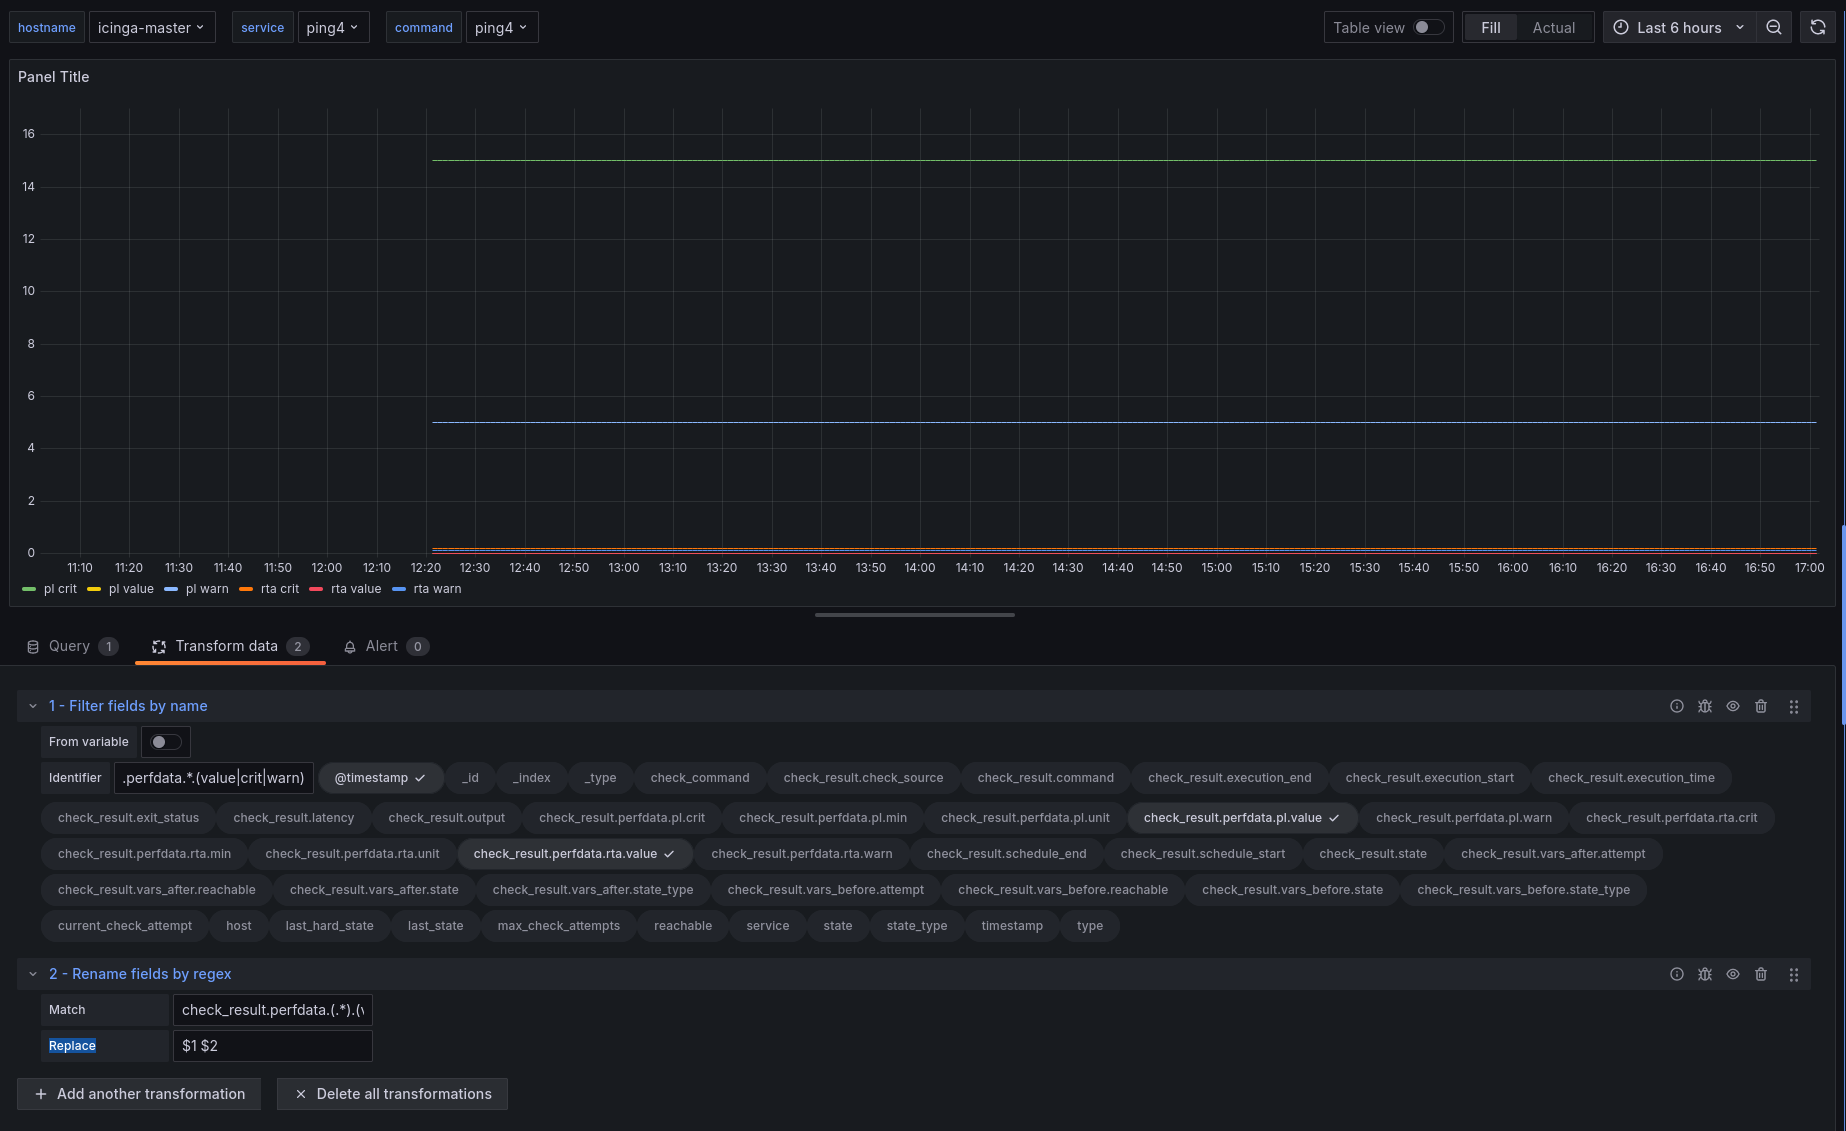 hostname icinga-master service ping4 command ping4 Table view Fill Actual Last 6 hours
Panel Title
16
14
12
10
8
6
4
2
0
11:10 11:20 11:30 11:40 11:50 12:00 12:10 12:20 12:30 12:40 12:50 13:00 13:10 13:20 13:30 13:40 13:50 14:00 14:10 14:20 14:30 14:40 14:50 15:00 15:10 15:20 15:30 15:40 15:50 16:00 16:10 16:20 16:30 16:40 16:50 17:00
pl crit pl value pl warn rta crit rta value rta warn
Query 1 Transform data 2 Alert 0
1 - Filter fields by name
From variable
Identifier .perfdata.*.(value|crit|warn) @timestamp _id _index _type check_command check_result.check_source check_result.command check_result.execution_end check_result.execution_start check_result.execution_time
check_result.exit_status check_result.latency check_result.output check_result.perfdata.pl.crit check_result.perfdata.pl.min check_result.perfdata.pl.unit check_result.perfdata.pl.value check_result.perfdata.pl.warn check_result.perfdata.rta.crit
check_result.perfdata.rta.min check_result.perfdata.rta.unit check_result.perfdata.rta.value check_result.perfdata.rta.warn check_result.schedule_end check_result.schedule_start check_result.state check_result.vars_after.attempt
check_result.vars_after.reachable check_result.vars_after.state check_result.vars_after.state_type check_result.vars_before.attempt check_result.vars_before.reachable check_result.vars_before.state check_result.vars_before.state_type
current_check_attempt host last_hard_state last_state max_check_attempts reachable service state state_type timestamp type
2 - Rename fields by regex
Match check_result.perfdata.(.*).(v
Replace $1 $2
Add another transformation Delete all transformations